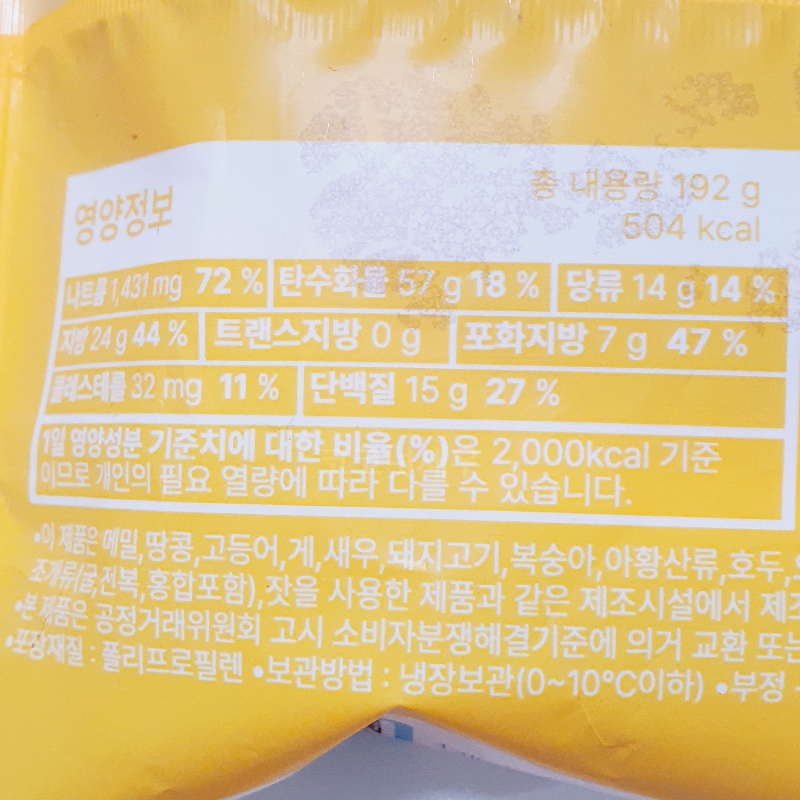 영양정보
총 내용량 192 g
504 kcal
나트륨 1,431 mg 72 % 탄수화물 57 g 18 % 당류 14 g 14 %
지방 24 g 44 % 트랜스지방 0 g 포화지방 7 g 47 %
콜레스테롤 32 mg 11 % 단백질 15 g 27 %
1일 영양성분 기준치에 대한 비율(%)은 2,000kcal 기준
이므로 개인의 필요 열량에 따라 다를 수 있습니다.
•이 제품은 메밀,땅콩,고등어,게,새우,돼지고기,복숭아,아황산류,호두,
조개류(굴,전복,홍합포함),잣을 사용한 제품과 같은 제조시설에서 제조
•본 제품은 공정거래위원회 고시 소비자분쟁해결기준에 의거 교환 또는
•포장재질 : 폴리프로필렌 •보관방법 : 냉장보관(0~10°C이하) •부정